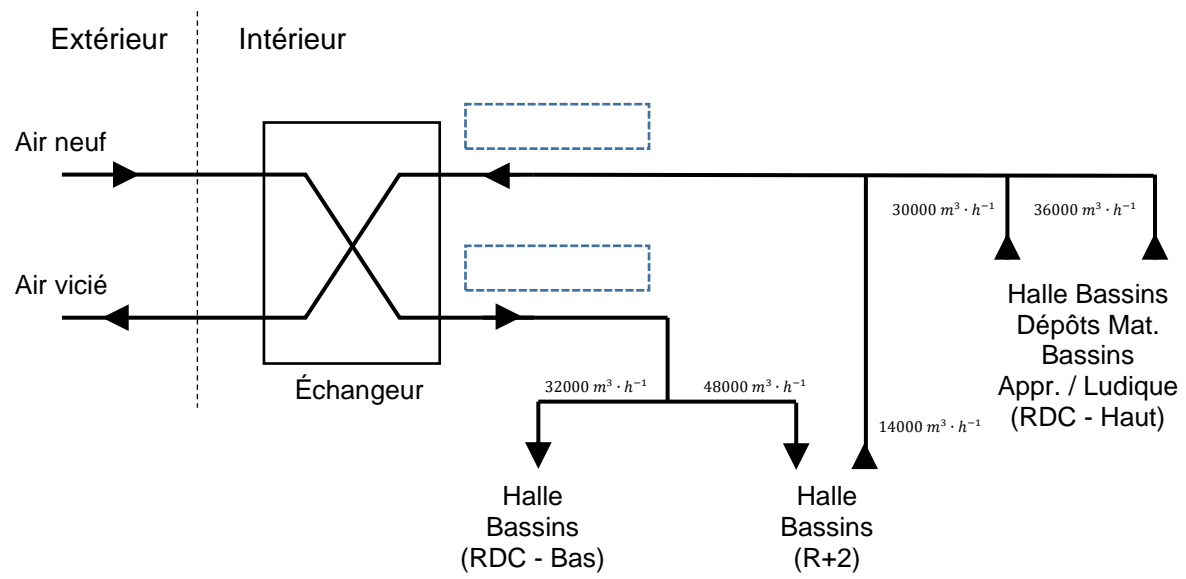 Extérieur
Intérieur
Air neuf
30000 m³ · h⁻¹
36000 m³ · h⁻¹
Air vicié
Halle Bassins
Dépôts Mat.
Bassins
Appr. / Ludique
(RDC - Haut)
Échangeur
32000 m³ · h⁻¹
48000 m³ · h⁻¹
14000 m³ · h⁻¹
Halle
Bassins
(RDC - Bas)
Halle
Bassins
(R+2)